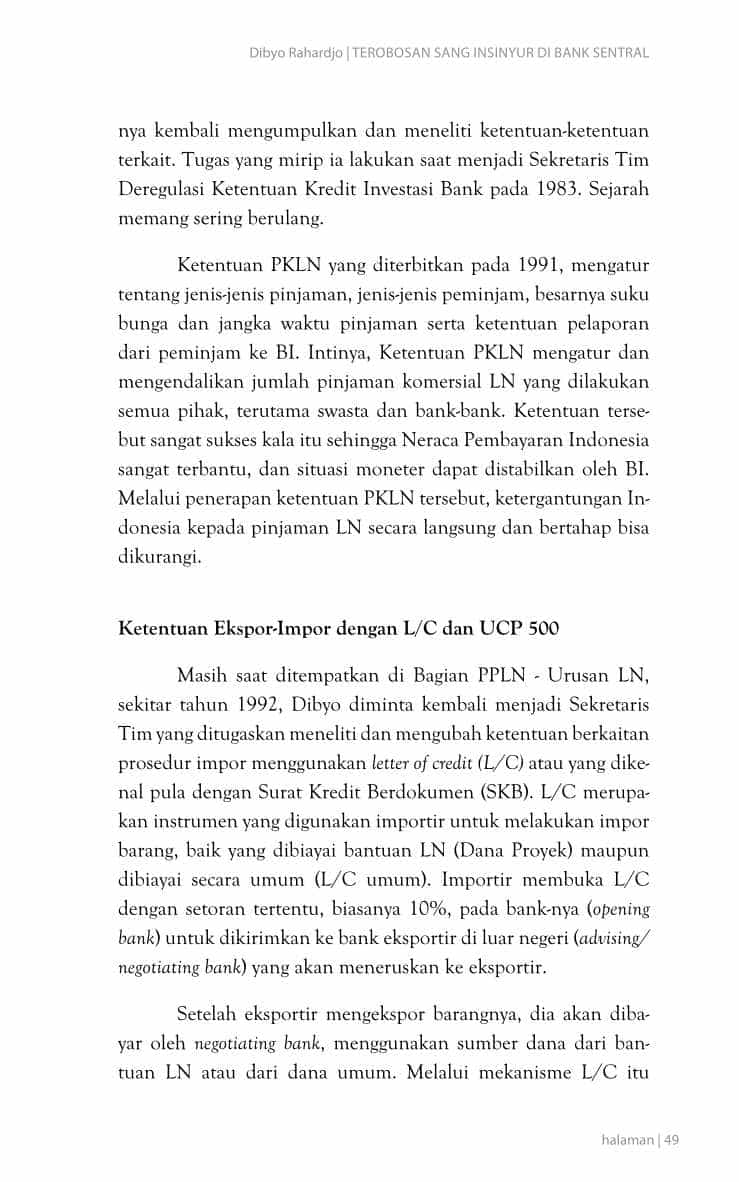 Dibyo Rahardjo | TEROBOSAN SANG INSINYUR DI BANK SENTRAL
nya kembali mengumpulkan dan meneliti ketentuan-ketentuan
terkait. Tugas yang mirip ia lakukan saat menjadi Sekretaris Tim
Deregulasi Ketentuan Kredit Investasi Bank pada 1983. Sejarah
memang sering berulang.
Ketentuan PKLN yang diterbitkan pada 1991, mengatur
tentang jenis-jenis pinjaman, jenis-jenis peminjam, besarnya suku
bunga dan jangka waktu pinjaman serta ketentuan pelaporan
dari peminjam ke BI. Intinya, Ketentuan PKLN mengatur dan
mengendalikan jumlah pinjaman komersial LN yang dilakukan
semua pihak, terutama swasta dan bank-bank. Ketentuan terse-
but sangat sukses kala itu sehingga Neraca Pembayaran Indonesia
sangat terbantu, dan situasi moneter dapat distabilkan oleh BI.
Melalui penerapan ketentuan PKLN tersebut, ketergantungan In-
donesia kepada pinjaman LN secara langsung dan bertahap bisa
dikurangi.
Ketentuan Ekspor-Impor dengan L/C dan UCP 500
Masih saat ditempatkan di Bagian PPLN - Urusan LN,
sekitar tahun 1992, Dibyo diminta kembali menjadi Sekretaris
Tim yang ditugaskan meneliti dan mengubah ketentuan berkaitan
prosedur impor menggunakan letter of credit (L/C) atau yang dike-
nal pula dengan Surat Kredit Berdokumen (SKB). L/C merupa-
kan instrumen yang digunakan importir untuk melakukan impor
barang, baik yang dibiayai bantuan LN (Dana Proyek) maupun
dibiayai secara umum (L/C umum). Importir membuka L/C
dengan setoran tertentu, biasanya 10%, pada bank-nya (opening
bank) untuk dikirimkan ke bank eksportir di luar negeri (advising/
negotiating bank) yang akan meneruskan ke eksportir.
Setelah eksportir mengekspor barangnya, dia akan diba-
yar oleh negotiating bank, menggunakan sumber dana dari ban-
tuan LN atau dari dana umum. Melalui mekanisme L/C itu
halaman | 49